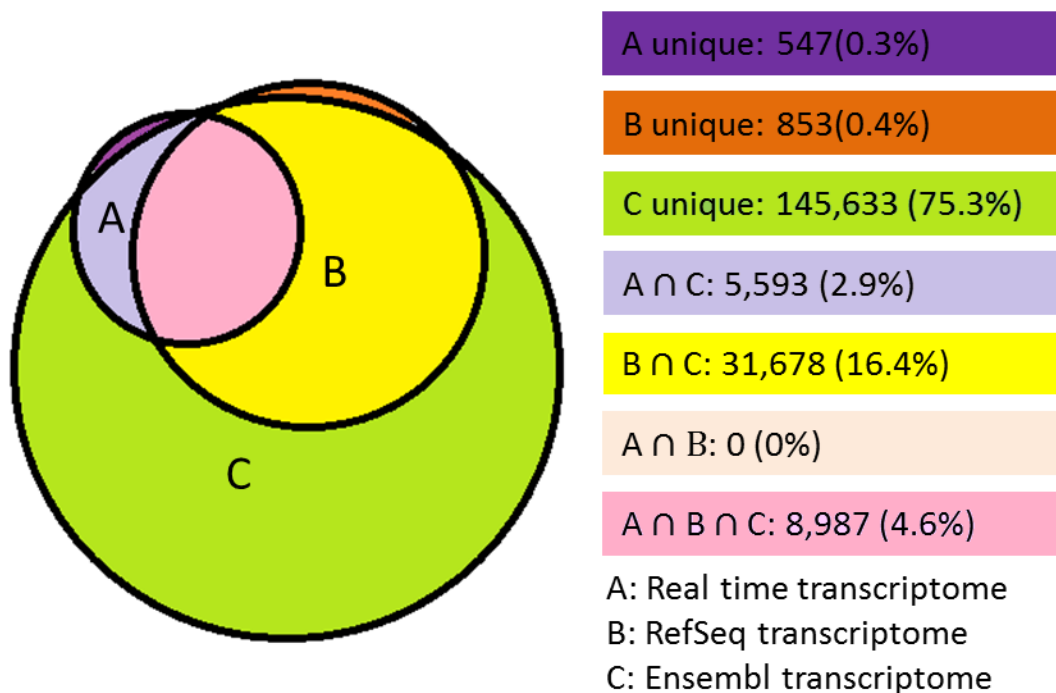 A unique: 547(0.3%)
B unique: 853(0.4%)
C unique: 145,633 (75.3%)
A ∩ C: 5,593 (2.9%)
B ∩ C: 31,678 (16.4%)
A ∩ B: 0 (0%)
A ∩ B ∩ C: 8,987 (4.6%)
A: Real time transcriptome
B: RefSeq transcriptome
C: Ensembl transcriptome
A
B
C